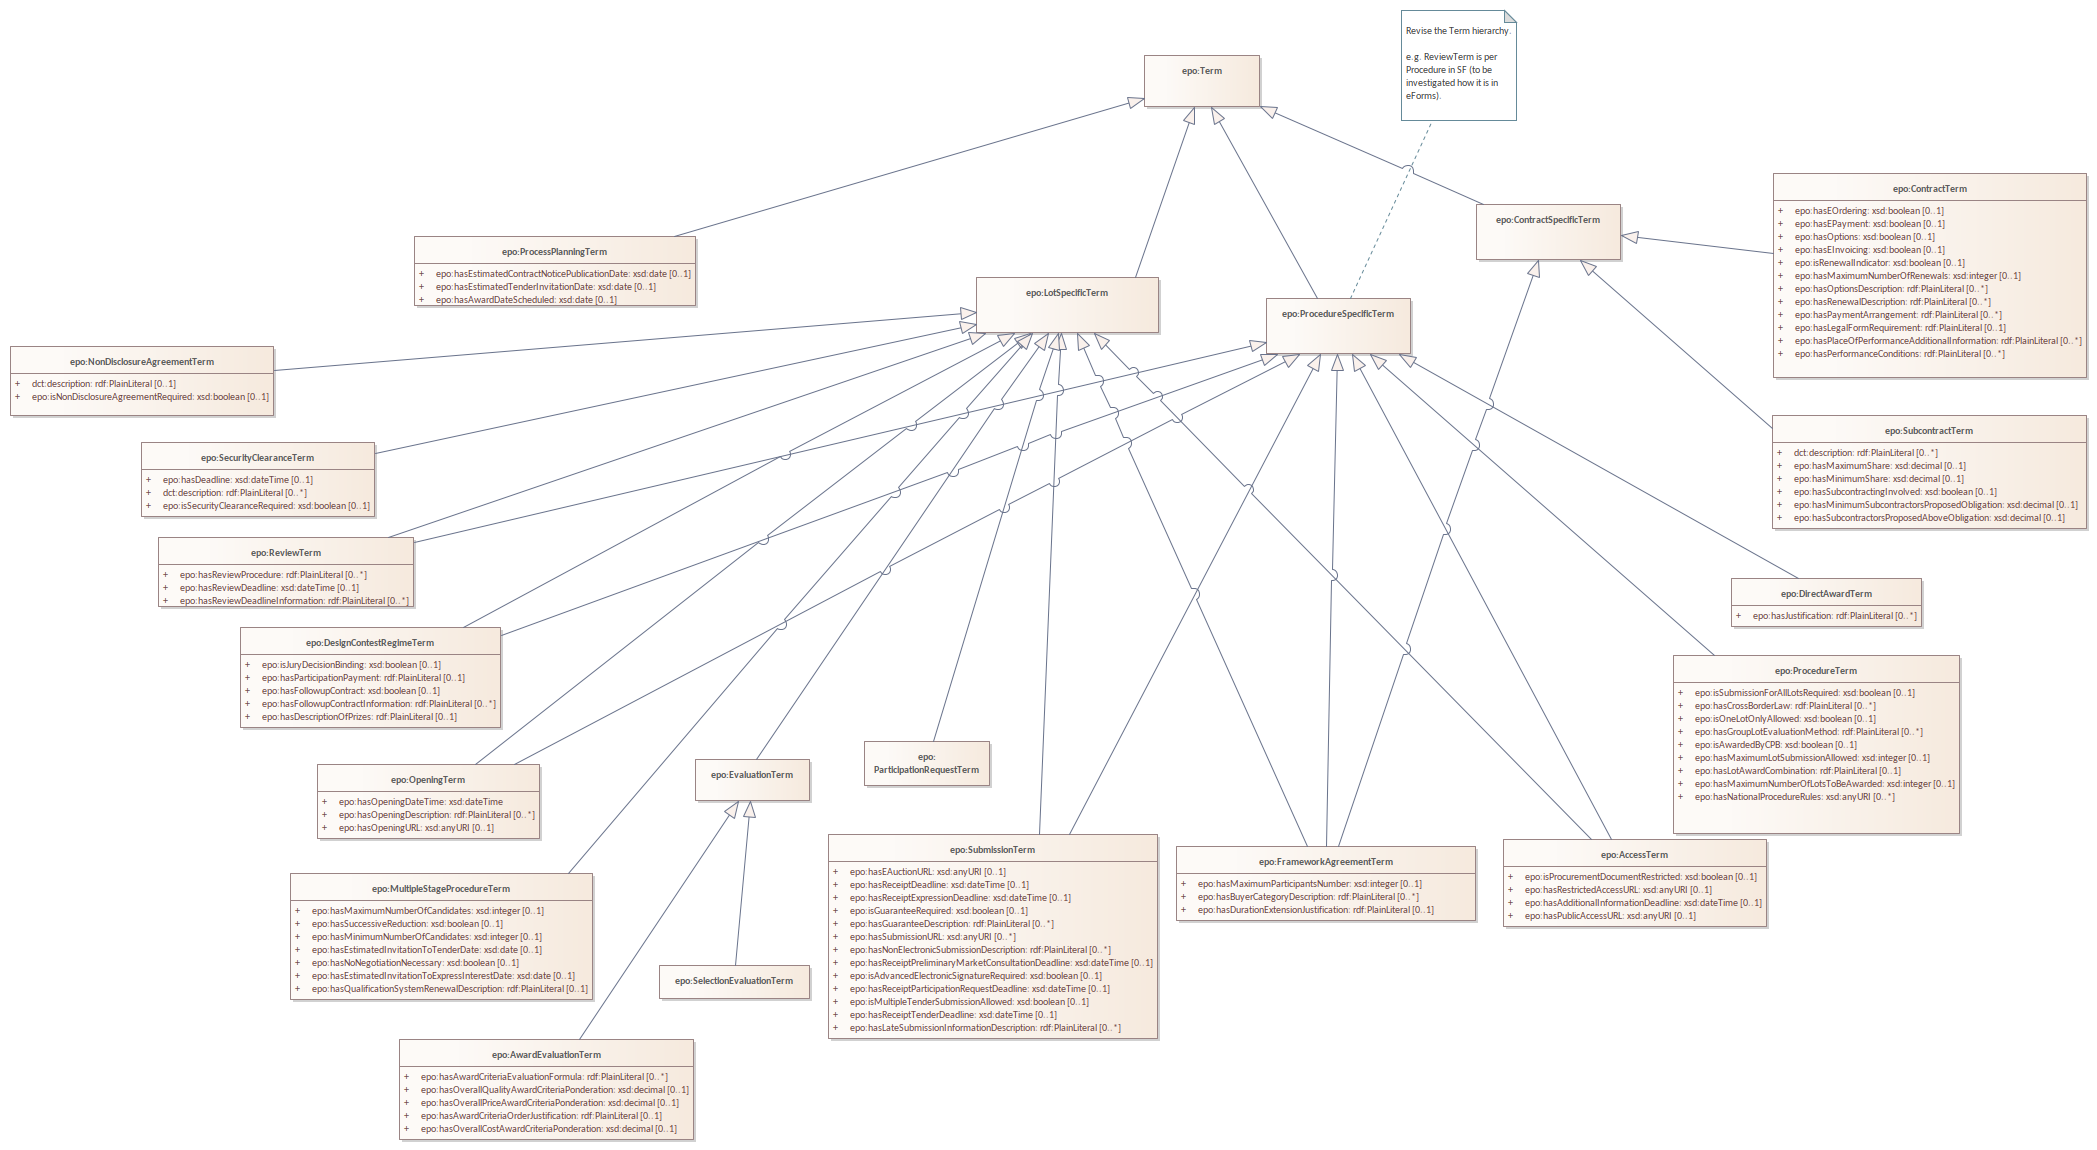 Revise the Term hierarchy.
e.g. ReviewTerm is per
Procedure in SF (to be
investigated how it is in
eForms).
epo:Term
epo:ContractSpecificTerm
epo:ContractTerm
+ epo:hasEOrdering: xsd:boolean [0..1]
+ epo:hasEPayment: xsd:boolean [0..1]
+ epo:hasOptions: xsd:boolean [0..1]
+ epo:hasEInvoicing: xsd:boolean [0..1]
+ epo:isRenewalIndicator: xsd:boolean [0..1]
+ epo:hasMaximumNumberOfRenewals: xsd:integer [0..1]
+ epo:hasOptionsDescription: rdf:PlainLiteral [0..*]
+ epo:hasRenewalDescription: rdf:PlainLiteral [0..*]
+ epo:hasPaymentArrangement: rdf:PlainLiteral [0..*]
+ epo:hasLegalFormRequirement: rdf:PlainLiteral [0..1]
+ epo:hasPlaceOfPerformanceAdditionalInformation: rdf:PlainLiteral [0..*]
+ epo:hasPerformanceConditions: rdf:PlainLiteral [0..*]
epo:ProcessPlanningTerm
+ epo:hasEstimatedContractNoticePublicationDate: xsd:date [0..1]
+ epo:hasEstimatedTenderInvitationDate: xsd:date [0..1]
+ epo:hasAwardDateScheduled: xsd:date [0..1]
epo:LotSpecificTerm
epo:ProcedureSpecificTerm
epo:NonDisclosureAgreementTerm
+ dct:description: rdf:PlainLiteral [0..1]
+ epo:isNonDisclosureAgreementRequired: xsd:boolean [0..1]
epo:SubcontractTerm
+ dct:description: rdf:PlainLiteral [0..*]
+ epo:hasMaximumShare: xsd:decimal [0..1]
+ epo:hasMinimumShare: xsd:decimal [0..1]
+ epo:hasSubcontractingInvolved: xsd:boolean [0..1]
+ epo:hasMinimumSubcontractorsProposedObligation: xsd:decimal [0..1]
+ epo:hasSubcontractorsProposedAboveObligation: xsd:decimal [0..1]
epo:SecurityClearanceTerm
+ epo:hasDeadline: xsd:dateTime [0..1]
+ dct:description: rdf:PlainLiteral [0..*]
+ epo:isSecurityClearanceRequired: xsd:boolean [0..1]
epo:ReviewTerm
+ epo:hasReviewProcedure: rdf:PlainLiteral [0..*]
+ epo:hasReviewDeadline: xsd:dateTime [0..1]
+ epo:hasReviewDeadlineInformation: rdf:PlainLiteral [0..*]
epo:DirectAwardTerm
+ epo:hasJustification: rdf:PlainLiteral [0..*]
epo:DesignContestRegimeTerm
+ epo:isJuryDecisionBinding: xsd:boolean [0..1]
+ epo:hasParticipationPayment: rdf:PlainLiteral [0..1]
+ epo:hasFollowupContract: xsd:boolean [0..1]
+ epo:hasFollowupContractInformation: rdf:PlainLiteral [0..*]
+ epo:hasDescriptionOfPrizes: rdf:PlainLiteral [0..1]
epo:ProcedureTerm
+ epo:isSubmissionForAllLotsRequired: xsd:boolean [0..1]
+ epo:hasCrossBorderLaw: rdf:PlainLiteral [0..*]
+ epo:isOneLotOnlyAllowed: xsd:boolean [0..1]
+ epo:hasGroupLotEvaluationMethod: rdf:PlainLiteral [0..*]
+ epo:isAwardedByCPB: xsd:boolean [0..1]
+ epo:hasMaximumLotSubmissionAllowed: xsd:integer [0..1]
+ epo:hasLotAwardCombination: rdf:PlainLiteral [0..1]
+ epo:hasMaximumNumberOfLotsToBeAwarded: xsd:integer [0..1]
+ epo:hasNationalProcedureRules: xsd:anyURI [0..*]
epo:OpeningTerm
+ epo:hasOpeningDateTime: xsd:dateTime
+ epo:hasOpeningDescription: rdf:PlainLiteral [0..*]
+ epo:hasOpeningURL: xsd:anyURI [0..1]
epo:EvaluationTerm
epo:
ParticipationRequestTerm
epo:MultipleStageProcedureTerm
+ epo:hasMaximumNumberOfCandidates: xsd:integer [0..1]
+ epo:hasSuccessiveReduction: xsd:boolean [0..1]
+ epo:hasMinimumNumberOfCandidates: xsd:integer [0..1]
+ epo:hasEstimatedInvitationToTenderDate: xsd:date [0..1]
+ epo:hasNoNegotiationNecessary: xsd:boolean [0..1]
+ epo:hasEstimatedInvitationToExpressInterestDate: xsd:date [0..1]
+ epo:hasQualificationSystemRenewalDescription: rdf:PlainLiteral [0..1]
epo:SelectionEvaluationTerm
epo:SubmissionTerm
+ epo:hasEAuctionURL: xsd:anyURI [0..1]
+ epo:hasReceiptDeadline: xsd:dateTime [0..1]
+ epo:hasReceiptExpressionDeadline: xsd:dateTime [0..1]
+ epo:isGuaranteeRequired: xsd:boolean [0..1]
+ epo:hasGuaranteeDescription: rdf:PlainLiteral [0..*]
+ epo:hasSubmissionURL: xsd:anyURI [0..*]
+ epo:hasNonElectronicSubmissionDescription: rdf:PlainLiteral [0..*]
+ epo:hasReceiptPreliminaryMarketConsultationDeadline: xsd:dateTime [0..1]
+ epo:isAdvancedElectronicSignatureRequired: xsd:boolean [0..1]
+ epo:hasReceiptParticipationRequestDeadline: xsd:dateTime [0..1]
+ epo:isMultipleTenderSubmissionAllowed: xsd:boolean [0..1]
+ epo:hasReceiptTenderDeadline: xsd:dateTime [0..1]
+ epo:hasLateSubmissionInformationDescription: rdf:PlainLiteral [0..*]
epo:FrameworkAgreementTerm
+ epo:hasMaximumParticipantsNumber: xsd:integer [0..1]
+ epo:hasBuyerCategoryDescription: rdf:PlainLiteral [0..*]
+ epo:hasDurationExtensionJustification: rdf:PlainLiteral [0..1]
epo:AccessTerm
+ epo:isProcurementDocumentRestricted: xsd:boolean [0..1]
+ epo:hasRestrictedAccessURL: xsd:anyURI [0..1]
+ epo:hasAdditionalInformationDeadline: xsd:dateTime [0..1]
+ epo:hasPublicAccessURL: xsd:anyURI [0..1]
epo:AwardEvaluationTerm
+ epo:hasAwardCriteriaEvaluationFormula: rdf:PlainLiteral [0..*]
+ epo:hasOverallQualityAwardCriteriaPonderation: xsd:decimal [0..1]
+ epo:hasOverallPriceAwardCriteriaPonderation: xsd:decimal [0..1]
+ epo:hasAwardCriteriaOrderJustification: rdf:PlainLiteral [0..1]
+ epo:hasOverallCostAwardCriteriaPonderation: xsd:decimal [0..1]